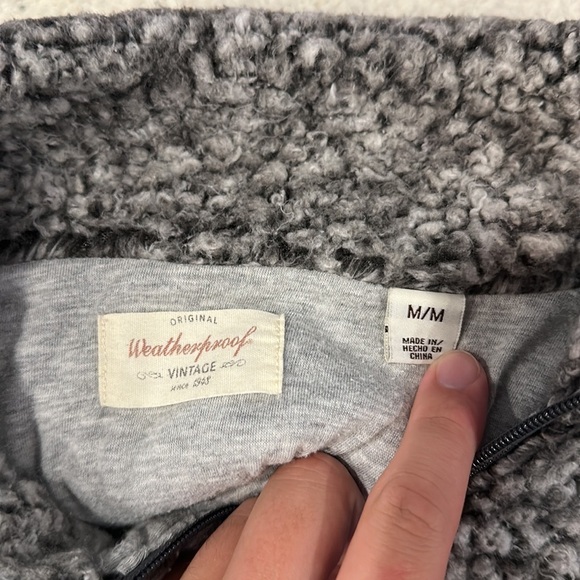 ORIGINAL
Weatherproof
VINTAGE
SINCE 1948
M/M
MADE IN/
HECHO EN
CHINA